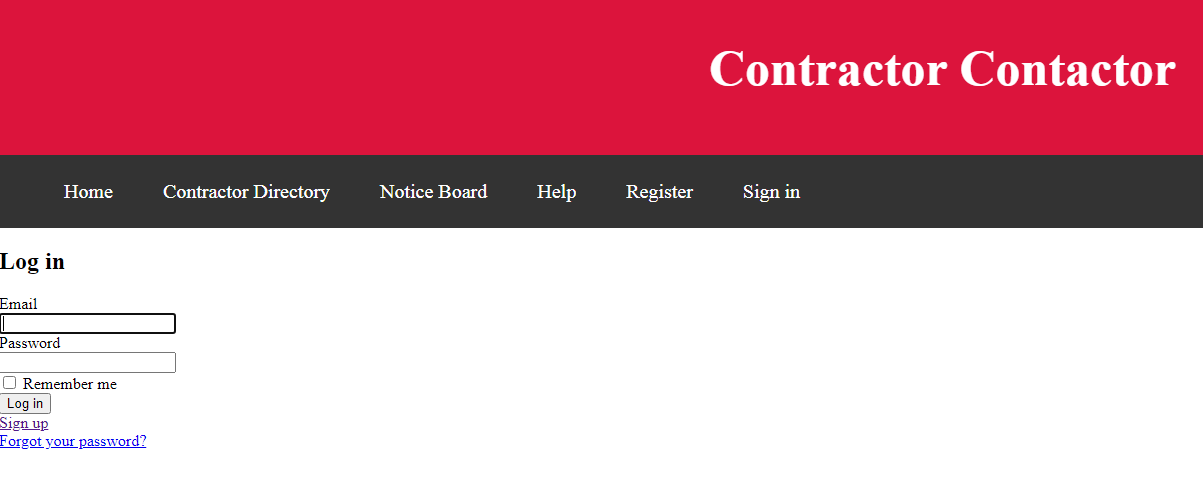 Contractor Contactor
Home Contractor Directory Notice Board Help Register Sign in
Log in
Email
Password
Remember me
Log in
Sign up
Forgot your password?